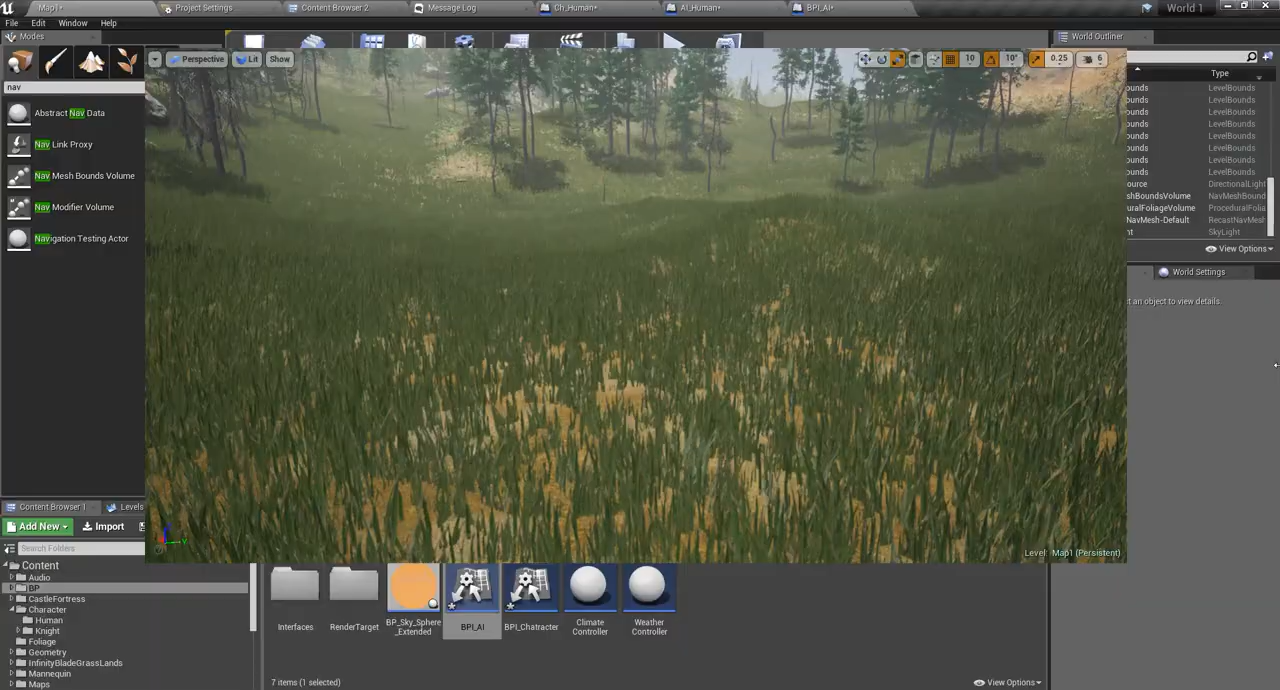 Map1*
Project Settings
Content Browser 2
Message Log
Ch_Human*
AI_Human*
BPI_AI*
World 1
File Edit Window Help
Modes
World Outliner
Perspective Lit Show
10 10° 0.25 6
nav
Type
Abstract Nav Data
Nav Link Proxy
Nav Mesh Bounds Volume
Nav Modifier Volume
Navigation Testing Actor
ounds LevelBounds
ounds LevelBounds
ounds LevelBounds
ounds LevelBounds
ounds LevelBounds
ounds LevelBounds
ounds LevelBounds
ounds LevelBounds
ource DirectionalLight
shBoundsVolume NavMeshBound
uralFoliageVolume ProceduralFolia
NavMesh-Default RecastNavMesh
ht SkyLight
View Options
World Settings
t an object to view details.
Content Browser 1 Levels
Add New Import
Search Folders
Level: Map1 (Persistent)
Content
Audio
BP
CastleFortress
Character
Human
Knight
Foliage
Geometry
InfinityBladeGrassLands
Mannequin
Maps
Interfaces
RenderTarget
BP_Sky_Sphere
_Extended
BPI_AI
BPI_Chatracter
Climate
Controller
Weather
Controller
7 items (1 selected)
View Options